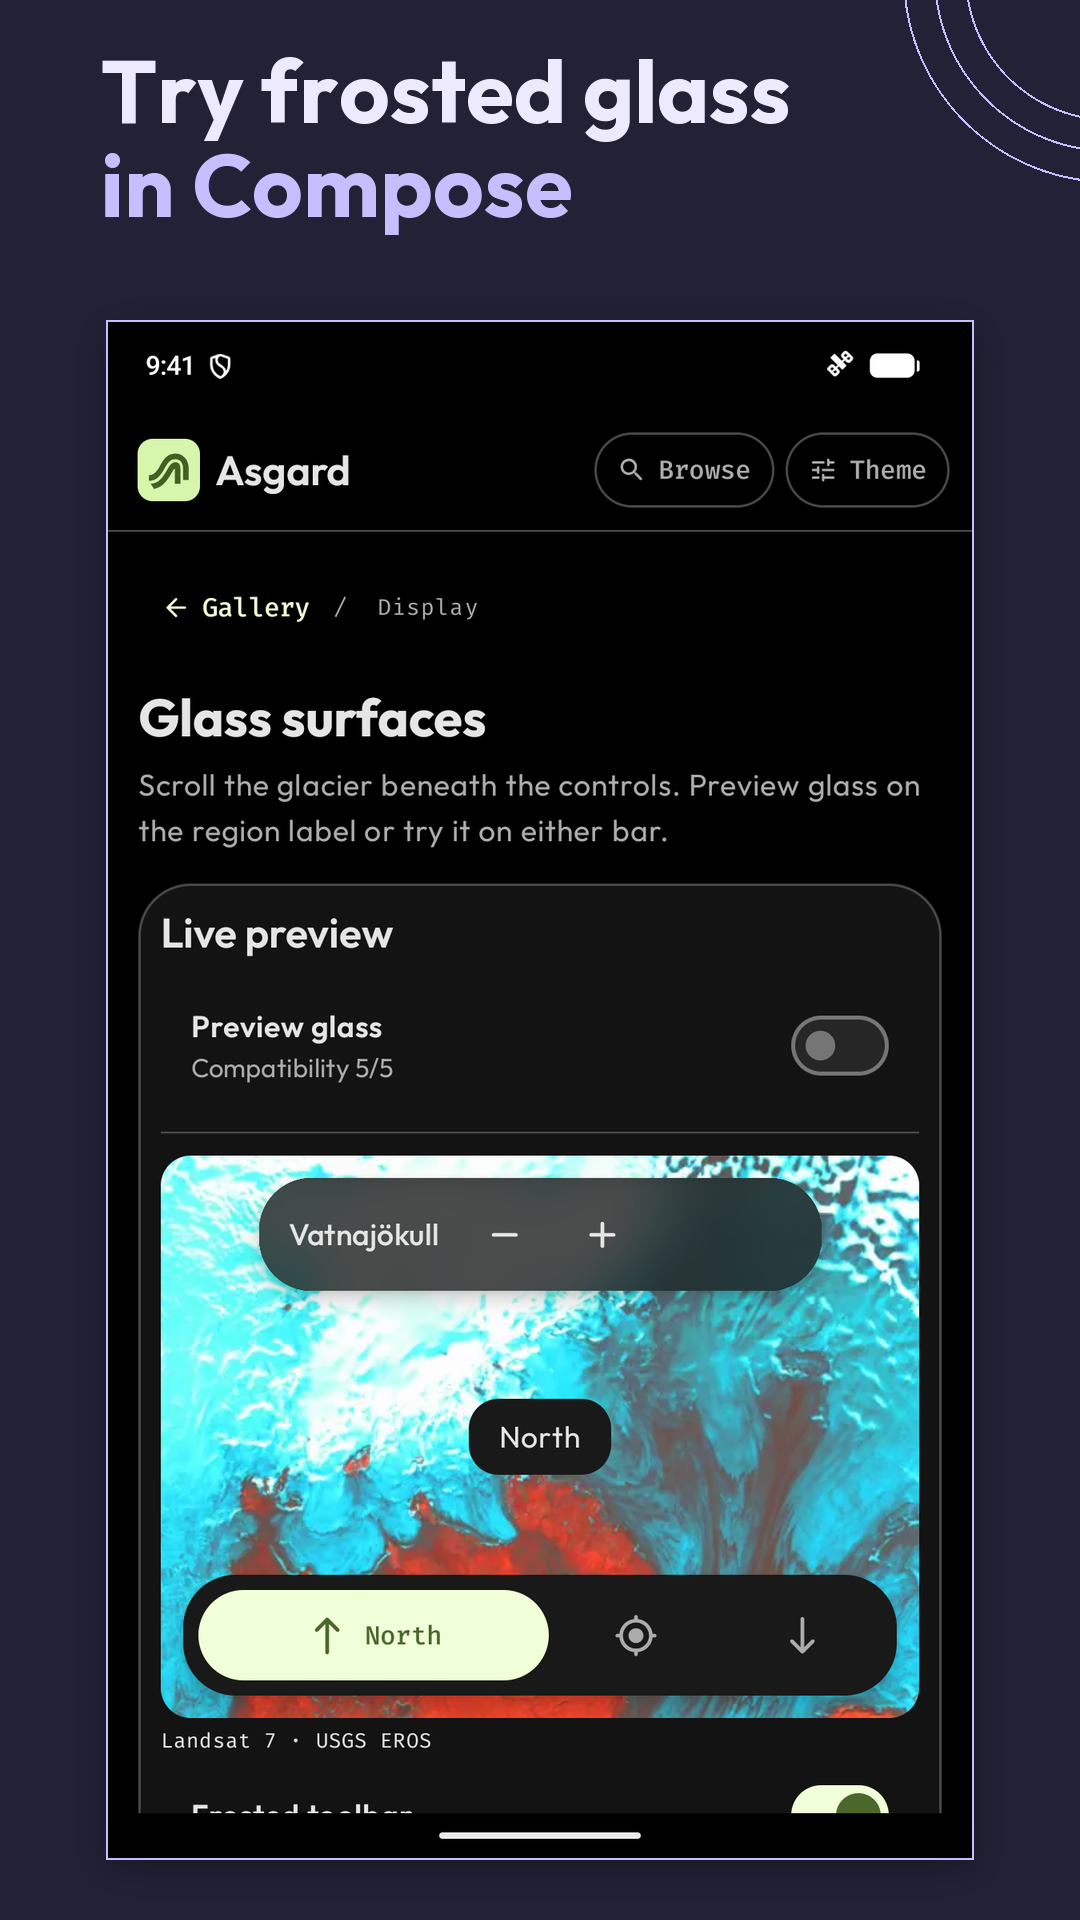 Try frosted glass
in Compose
9:41
Asgard
Browse
Theme
Gallery / Display
Glass surfaces
Scroll the glacier beneath the controls. Preview glass on
the region label or try it on either bar.
Live preview
Preview glass
Compatibility 5/5
Vatnajökull
North
North
Landsat 7 · USGS EROS
Frosted toolbar